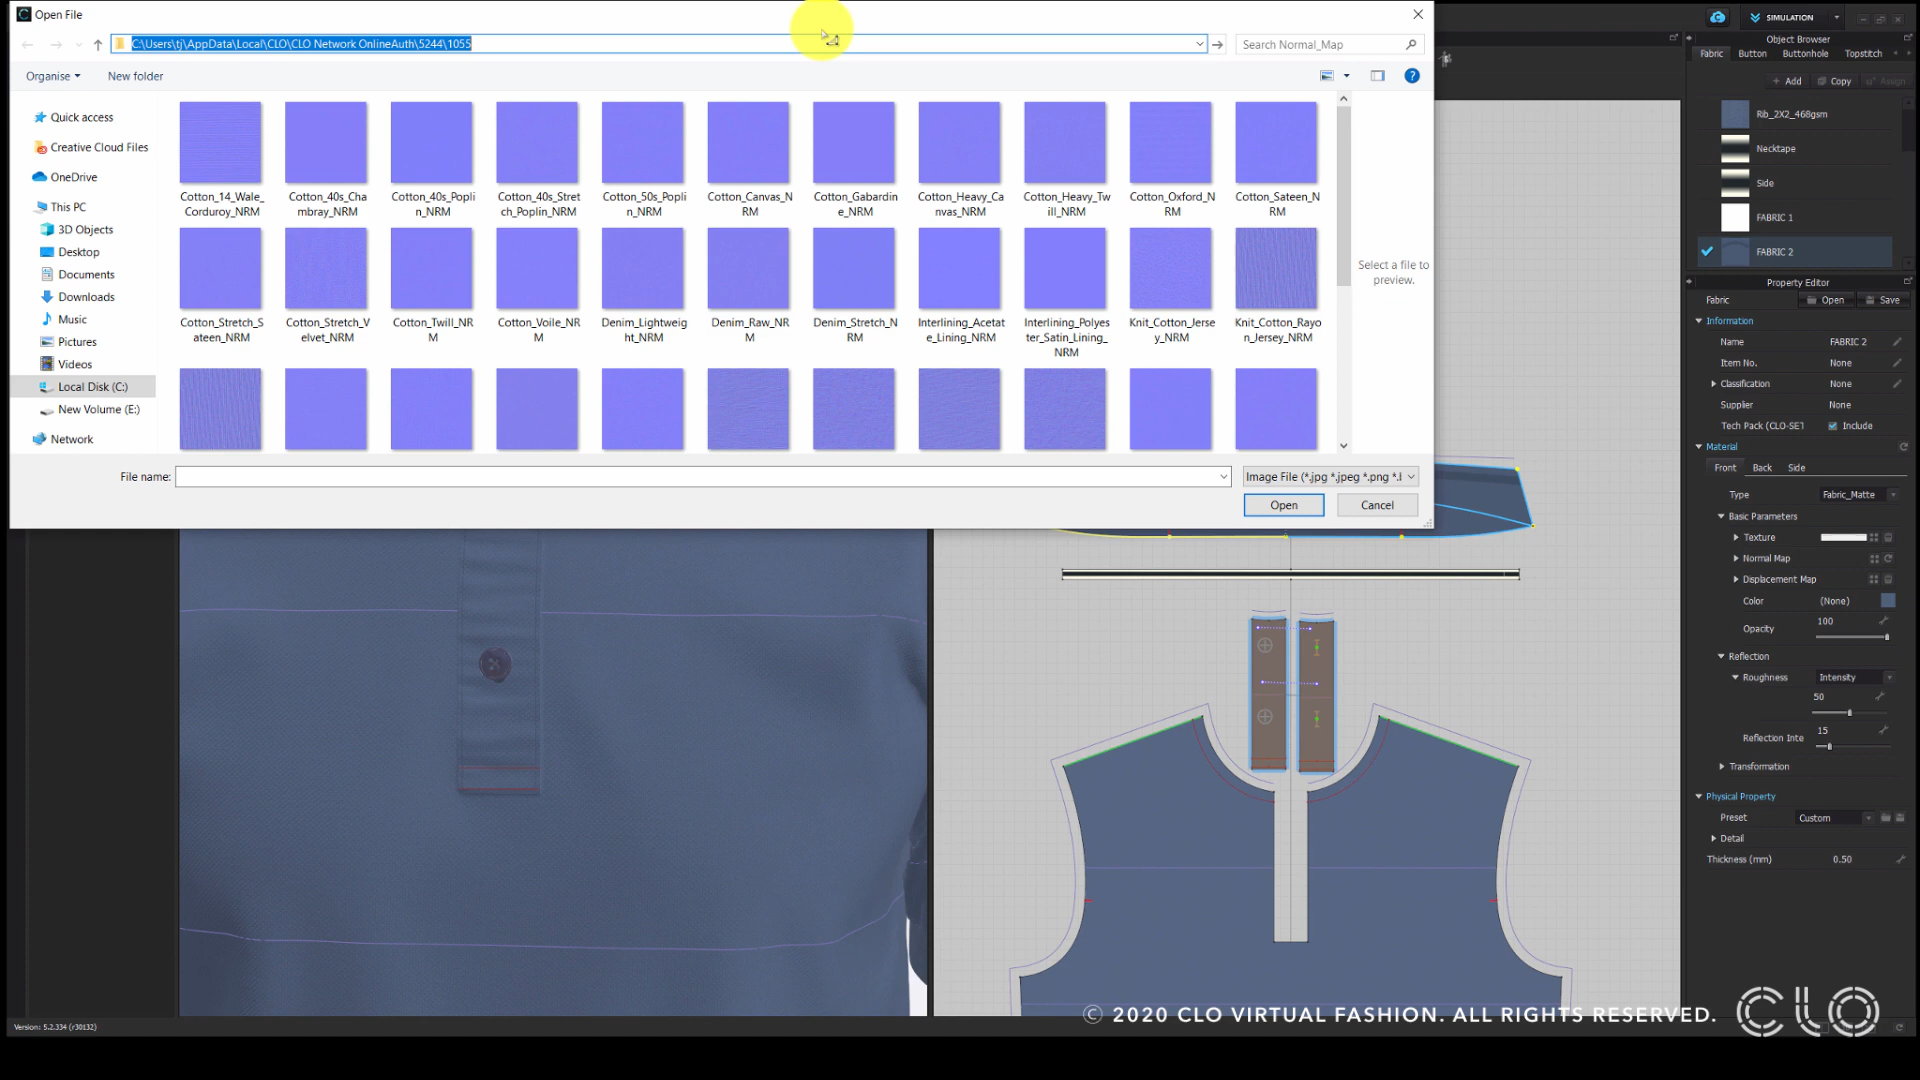 Open File
SIMULATION
C:\Users\tj\AppData\Local\CLO\CLO Network OnlineAuth\5244\1055
Search Normal_Map
Organise
New folder
Object Browser
Fabric Button Buttonhole Topstitch
+ Add Copy Assign
Quick access
Creative Cloud Files
OneDrive
This PC
3D Objects
Desktop
Documents
Downloads
Music
Pictures
Videos
Local Disk (C:)
New Volume (E:)
Network
Cotton_14_Wale_
Corduroy_NRM
Cotton_40s_Cha
mbray_NRM
Cotton_40s_Popli
n_NRM
Cotton_40s_Stret
ch_Poplin_NRM
Cotton_50s_Popli
n_NRM
Cotton_Canvas_N
RM
Cotton_Gabardin
e_NRM
Cotton_Heavy_Ca
nvas_NRM
Cotton_Heavy_Tw
ill_NRM
Cotton_Oxford_N
RM
Cotton_Sateen_N
RM
Cotton_Stretch_S
ateen_NRM
Cotton_Stretch_V
elvet_NRM
Cotton_Twill_NR
M
Cotton_Voile_NR
M
Denim_Lightweig
ht_NRM
Denim_Raw_NR
M
Denim_Stretch_N
RM
Interlining_Acetat
e_Lining_NRM
Interlining_Polyes
ter_Satin_Lining_
NRM
Knit_Cotton_Jerse
y_NRM
Knit_Cotton_Rayo
n_Jersey_NRM
Select a file to
preview.
File name:
Image File (*.jpg *.jpeg *.png *.l
Open
Cancel
Rib_2X2_468gsm
Necktape
Side
FABRIC 1
FABRIC 2
Property Editor
Fabric Open Save
Information
Name FABRIC 2
Item No. None
Classification None
Supplier None
Tech Pack (CLO-SET Include
Material
Front Back Side
Type Fabric_Matte
Basic Parameters
Texture
Normal Map
Displacement Map
Color (None)
Opacity 100
Reflection
Roughness Intensity
50
Reflection Inte 15
Transformation
Physical Property
Preset Custom
Detail
Thickness (mm) 0.50
© 2020 CLO VIRTUAL FASHION. ALL RIGHTS RESERVED.
CLO
Version: 5.2.334 (r30132)